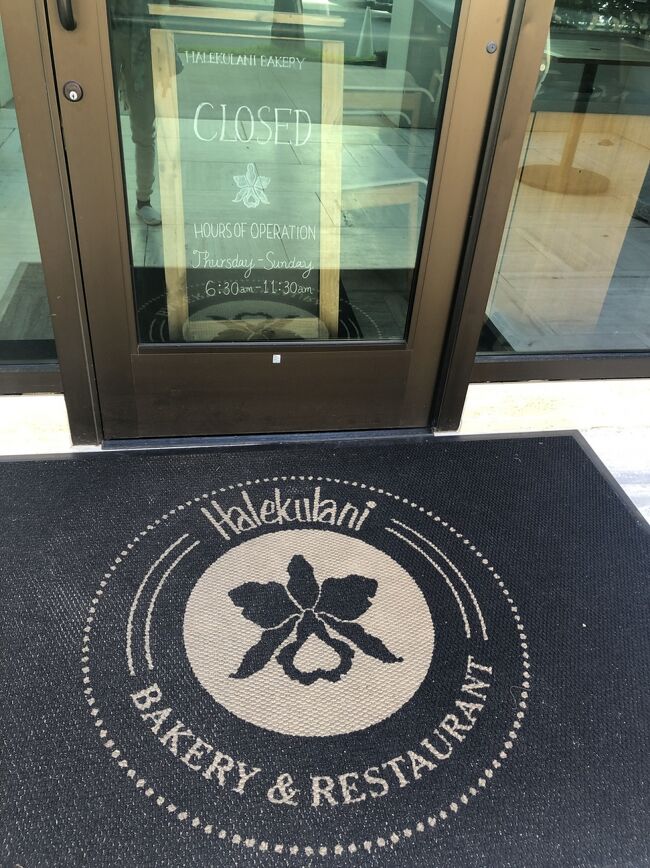 HALEKULANI BAKERY
CLOSED
HOURS OF OPERATION
Thursday - Sunday
6:30am - 11:30am
Halekulani
BAKERY & RESTAURANT